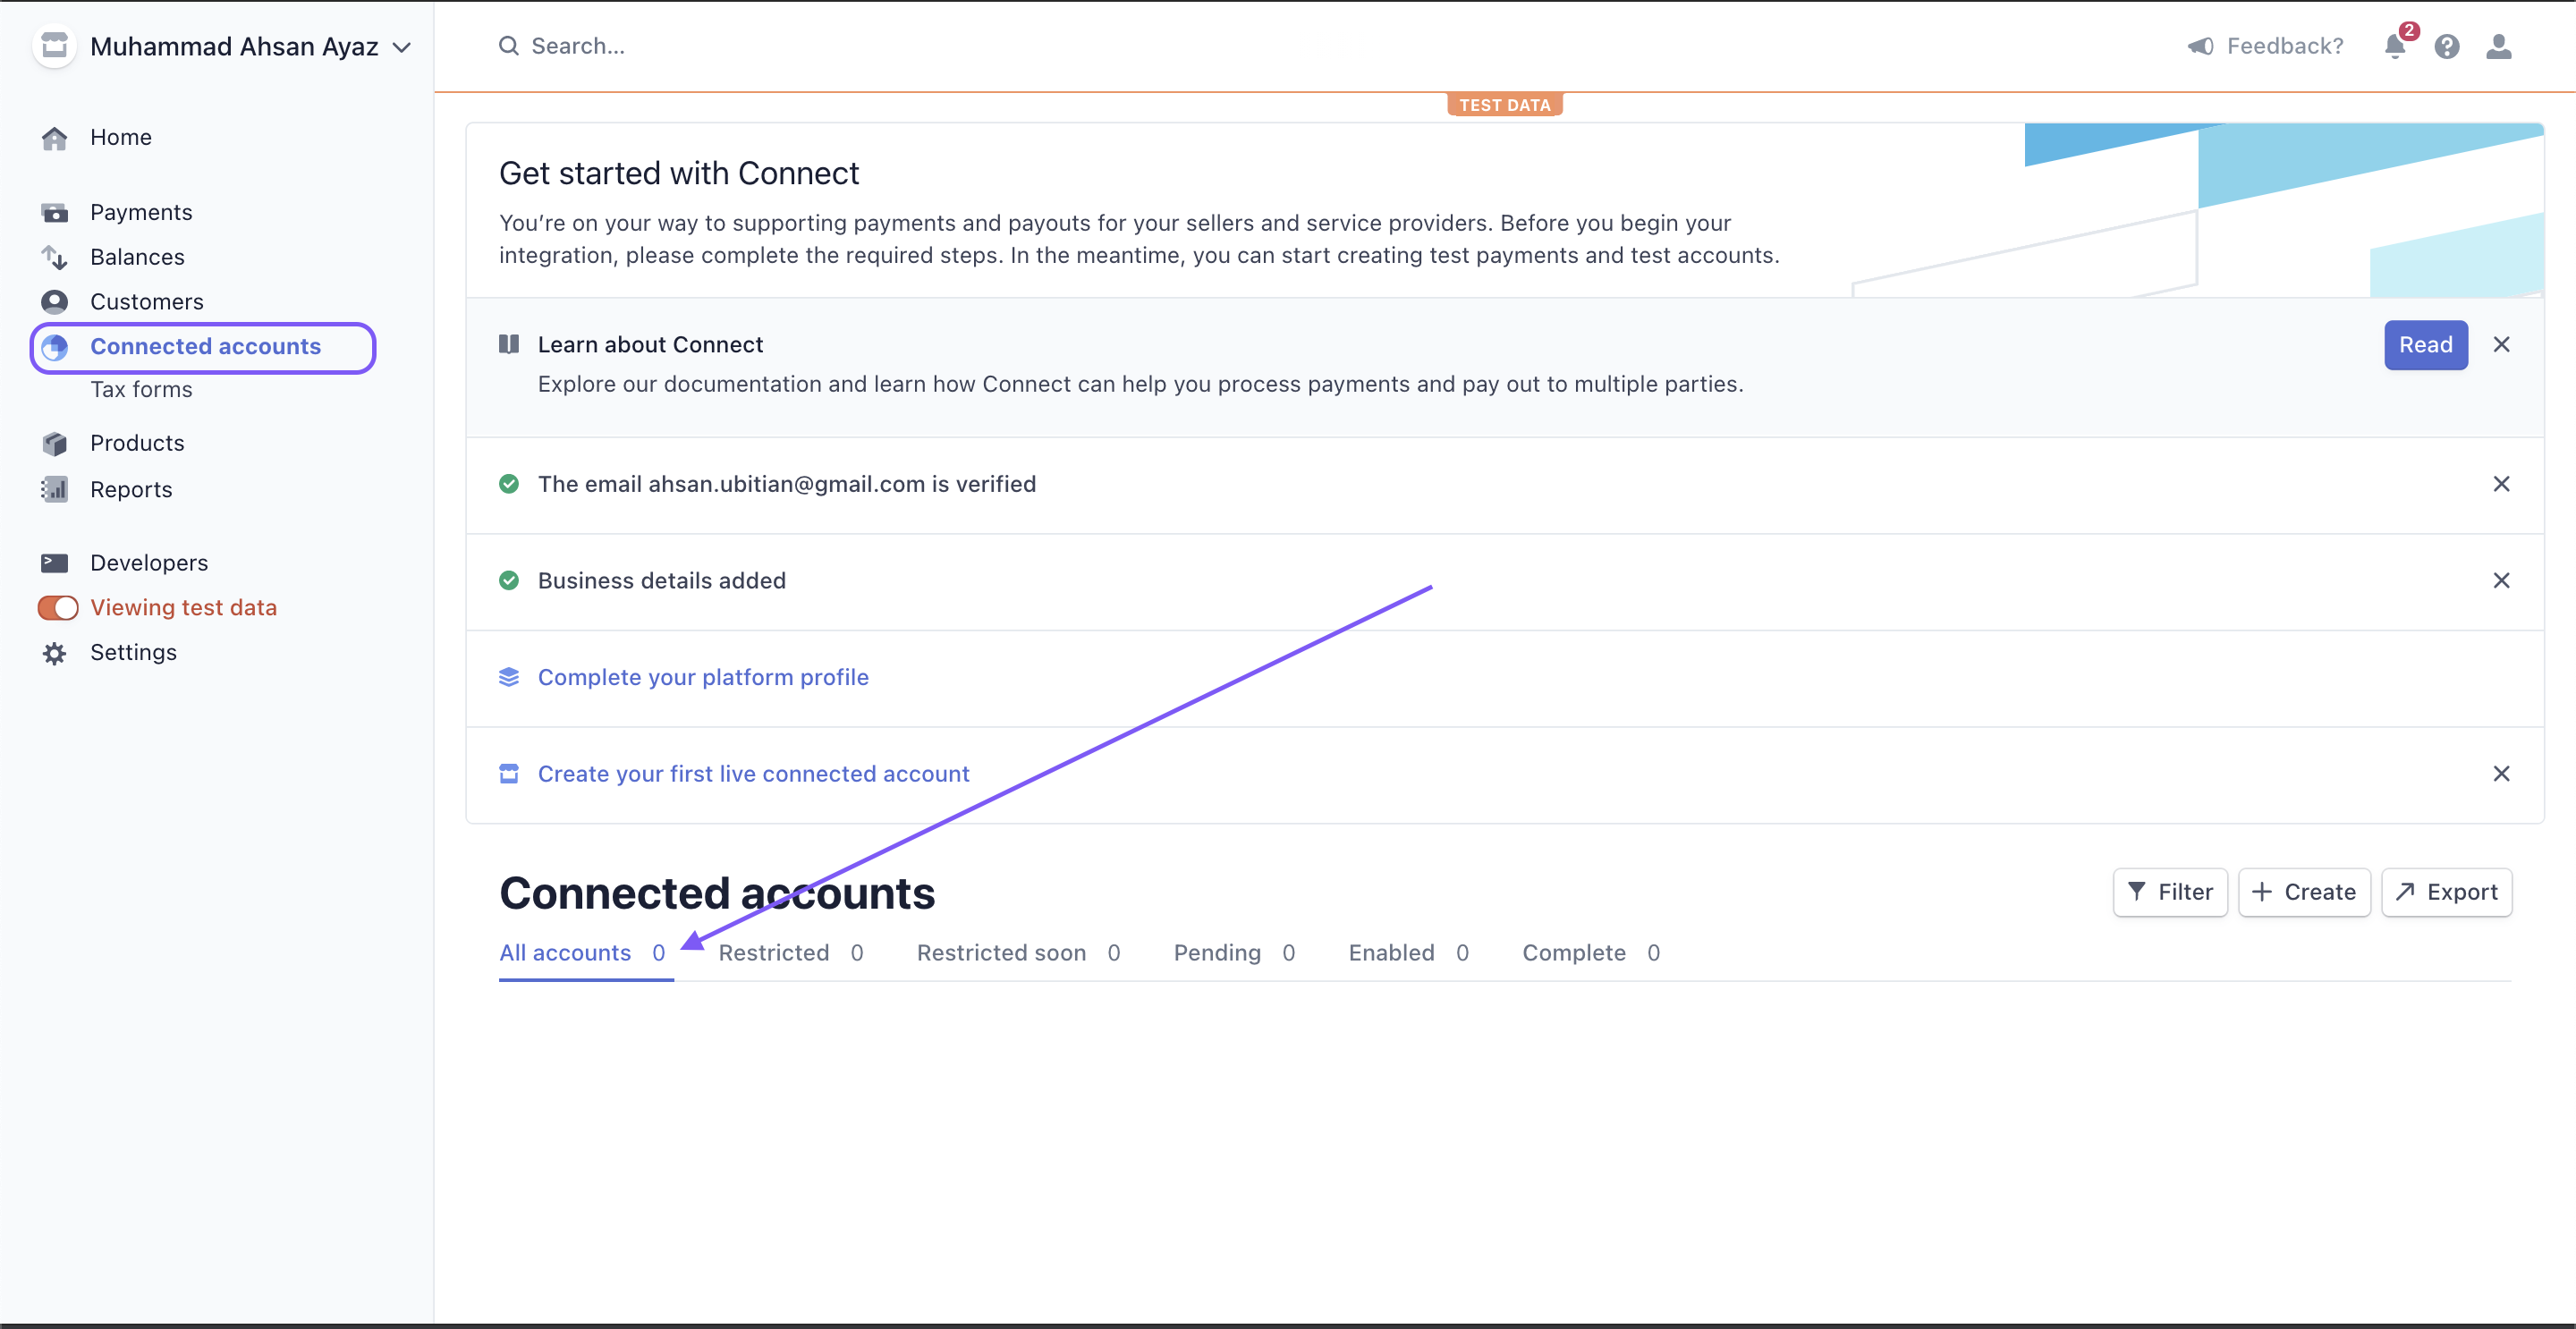 Muhammad Ahsan Ayaz
Search...
Feedback?
2
TEST DATA
Home
Payments
Balances
Customers
Connected accounts
Tax forms
Products
Reports
Developers
Viewing test data
Settings
Get started with Connect
You’re on your way to supporting payments and payouts for your sellers and service providers. Before you begin your
integration, please complete the required steps. In the meantime, you can start creating test payments and test accounts.
Learn about Connect
Read
Explore our documentation and learn how Connect can help you process payments and pay out to multiple parties.
The email ahsan.ubitian@gmail.com is verified
Business details added
Complete your platform profile
Create your first live connected account
Connected accounts
Filter
Create
Export
All accounts 0 Restricted 0 Restricted soon 0 Pending 0 Enabled 0 Complete 0